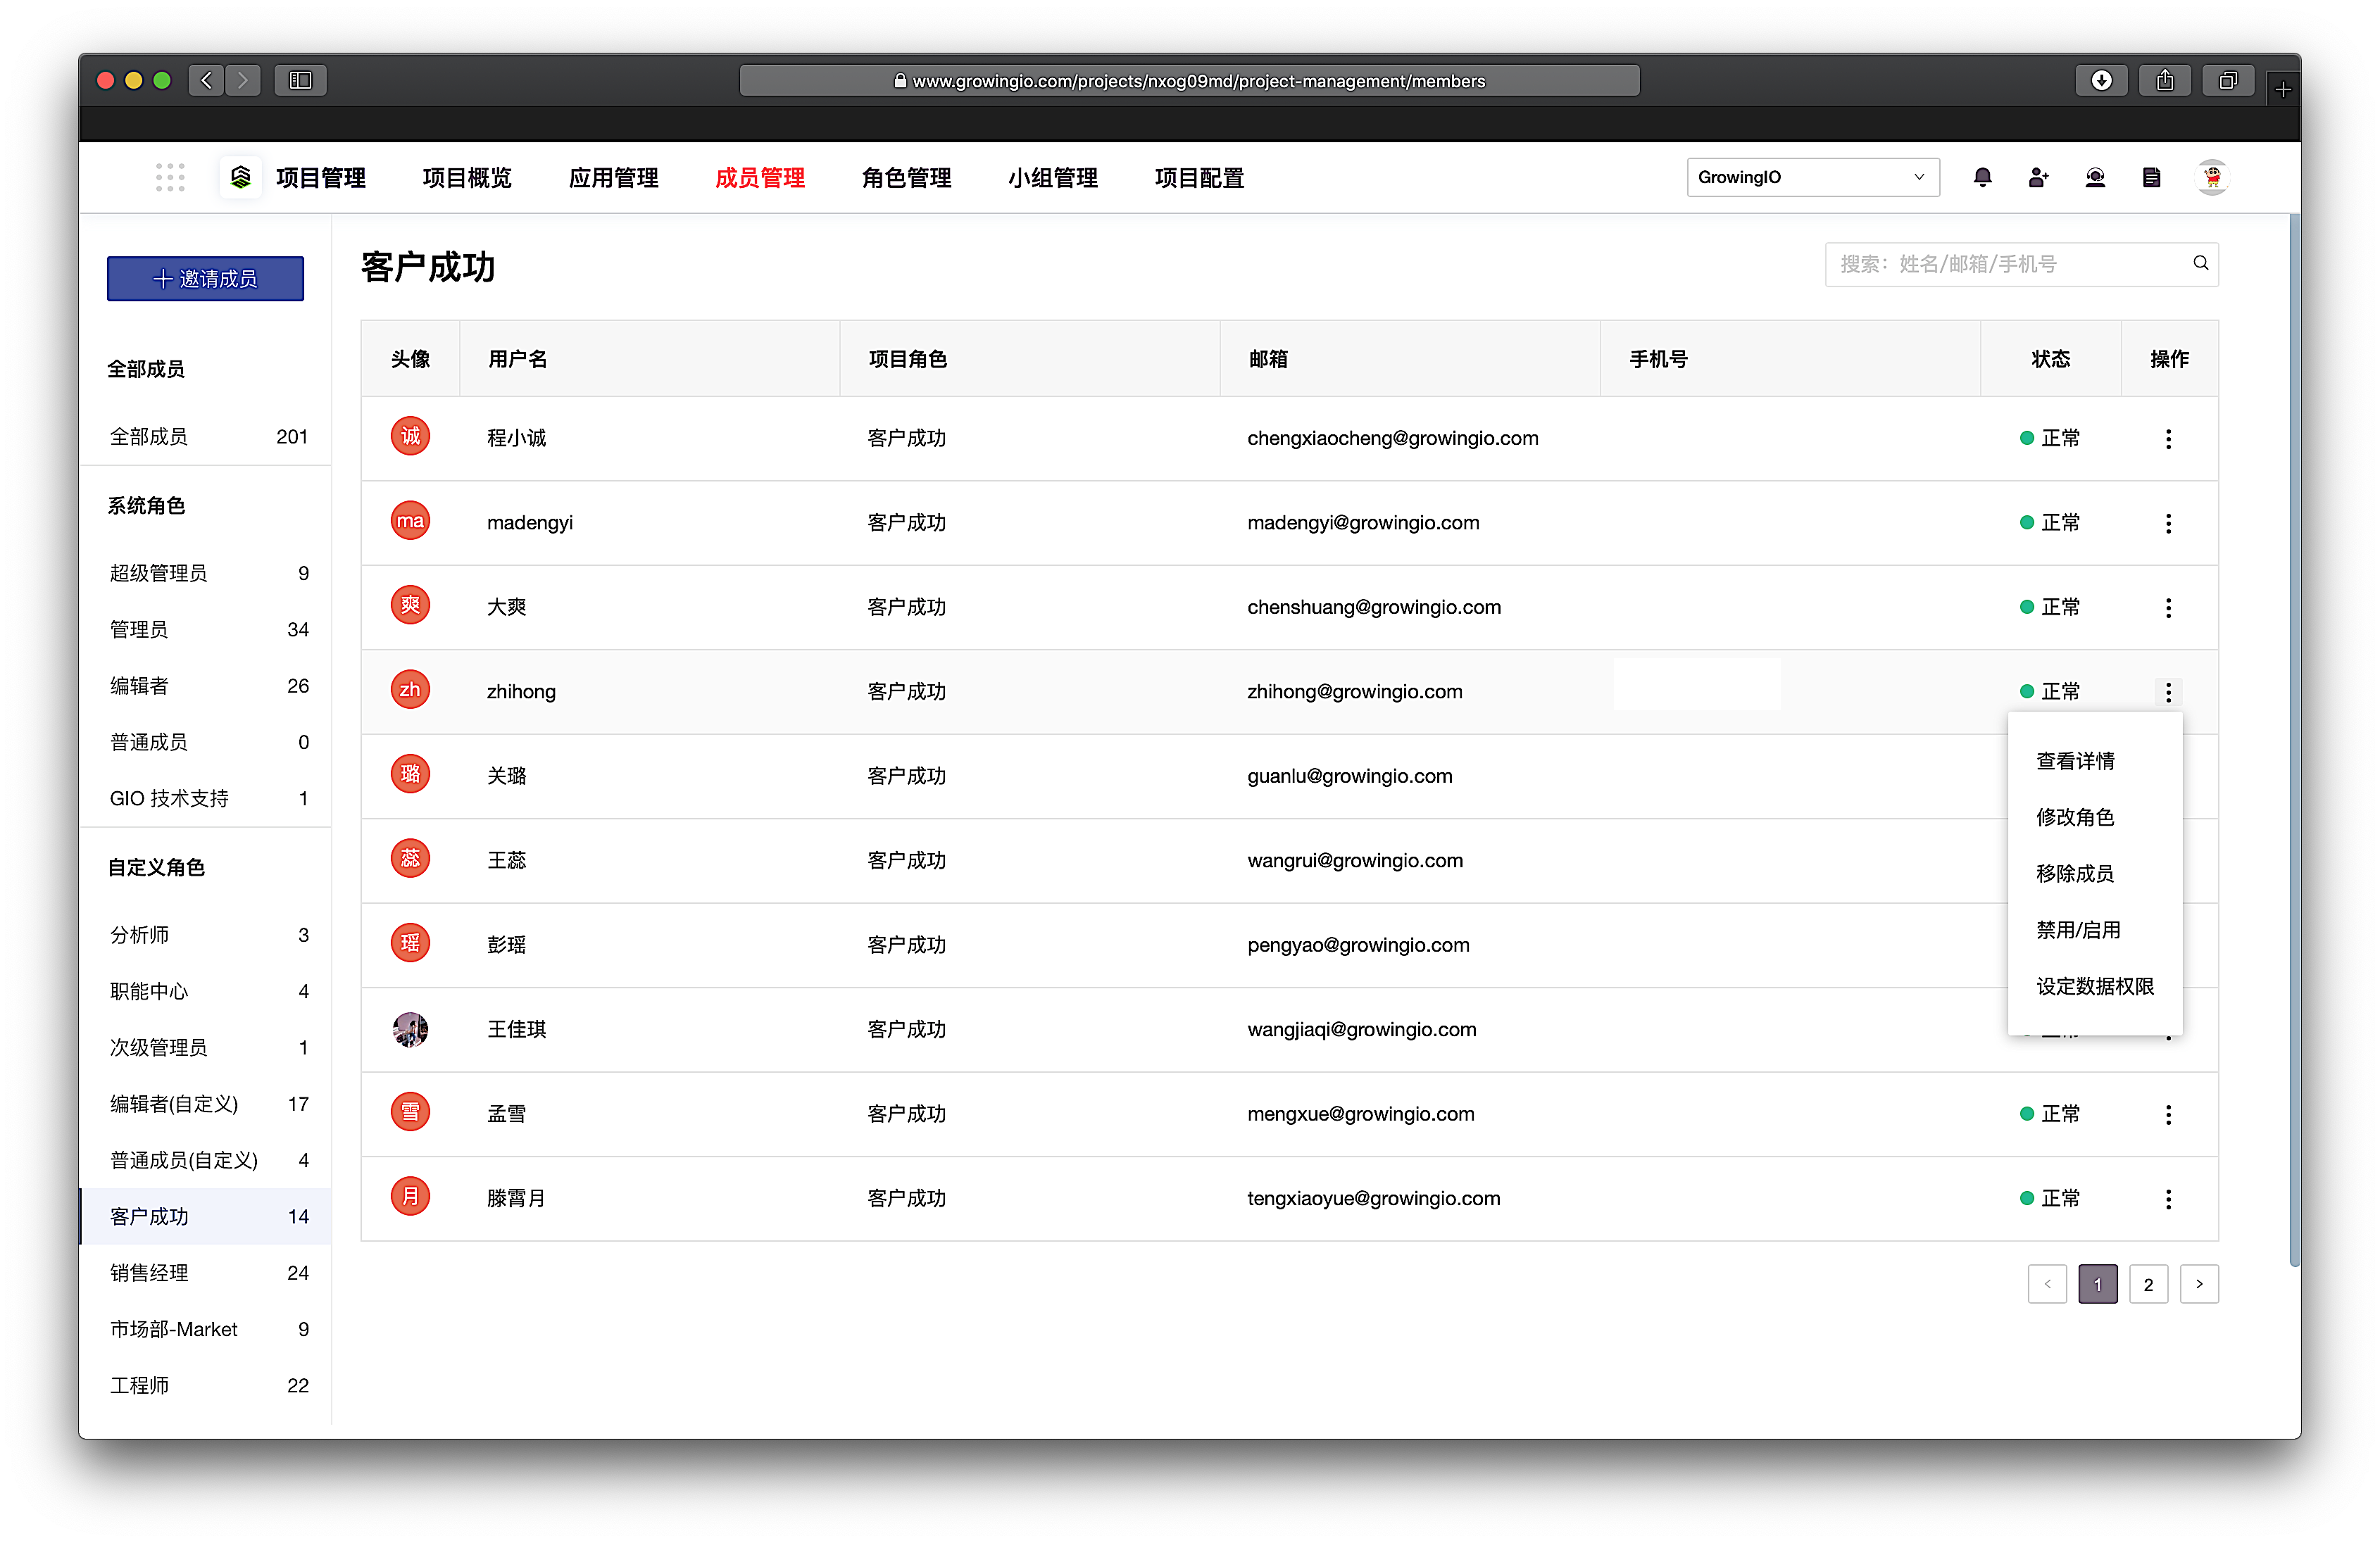 www.growingio.com/projects/nxog09md/project-management/members
项目管理 项目概览 应用管理 成员管理 角色管理 小组管理 项目配置 GrowingIO
邀请成员
全部成员
全部成员 201
系统角色
超级管理员 9
管理员 34
编辑者 26
普通成员 0
GIO 技术支持 1
自定义角色
分析师 3
职能中心 4
次级管理员 1
编辑者(自定义) 17
普通成员(自定义) 4
客户成功 14
销售经理 24
市场部-Market 9
工程师 22
客户成功
搜索：姓名/邮箱/手机号
头像 用户名 项目角色 邮箱 手机号 状态 操作
诚 程小诚 客户成功 chengxiaocheng@growingio.com 正常
ma madengyi 客户成功 madengyi@growingio.com 正常
爽 大爽 客户成功 chenshuang@growingio.com 正常
zh zhihong 客户成功 zhihong@growingio.com 正常
璐 关璐 客户成功 guanlu@growingio.com
蕊 王蕊 客户成功 wangrui@growingio.com
瑶 彭瑶 客户成功 pengyao@growingio.com
王佳琪 客户成功 wangjiaqi@growingio.com
雪 孟雪 客户成功 mengxue@growingio.com 正常
月 滕霄月 客户成功 tengxiaoyue@growingio.com 正常
查看详情
修改角色
移除成员
禁用/启用
设定数据权限
< 1 2 >